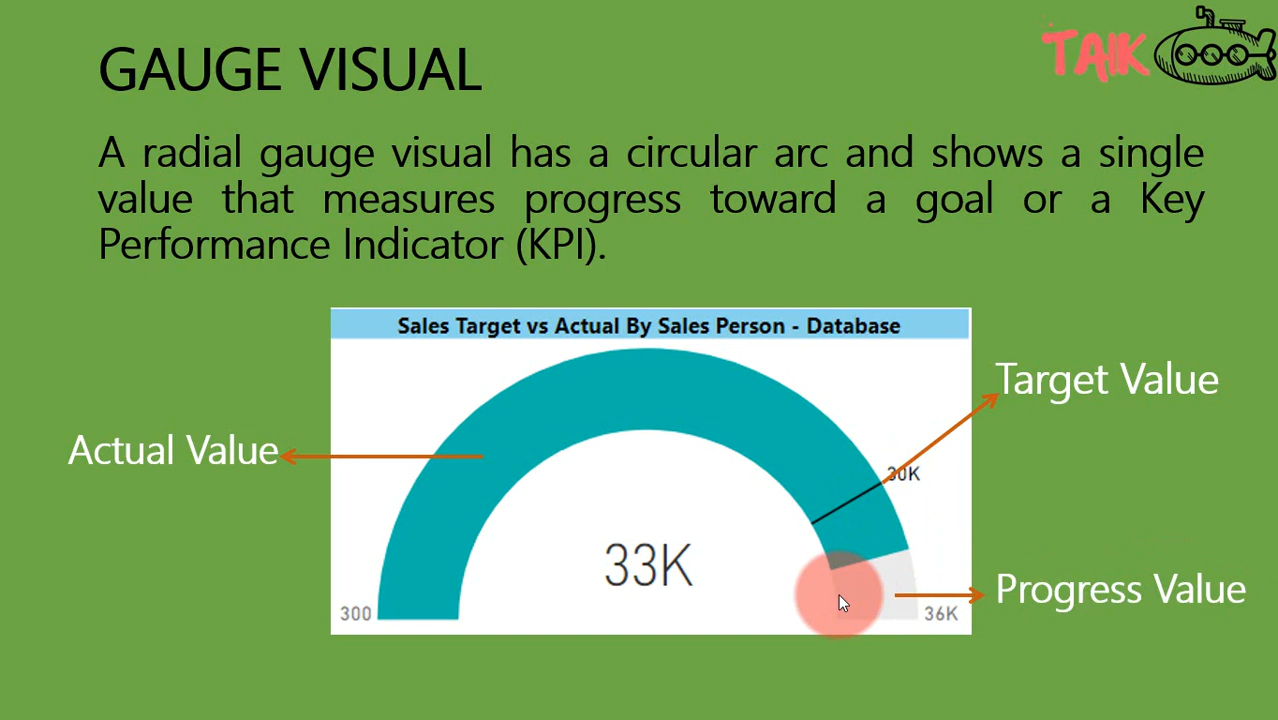 TAIK
GAUGE VISUAL
A radial gauge visual has a circular arc and shows a single
value that measures progress toward a goal or a Key
Performance Indicator (KPI).
Sales Target vs Actual By Sales Person - Database
Target Value
Actual Value
30K
33K
Progress Value
300
36K